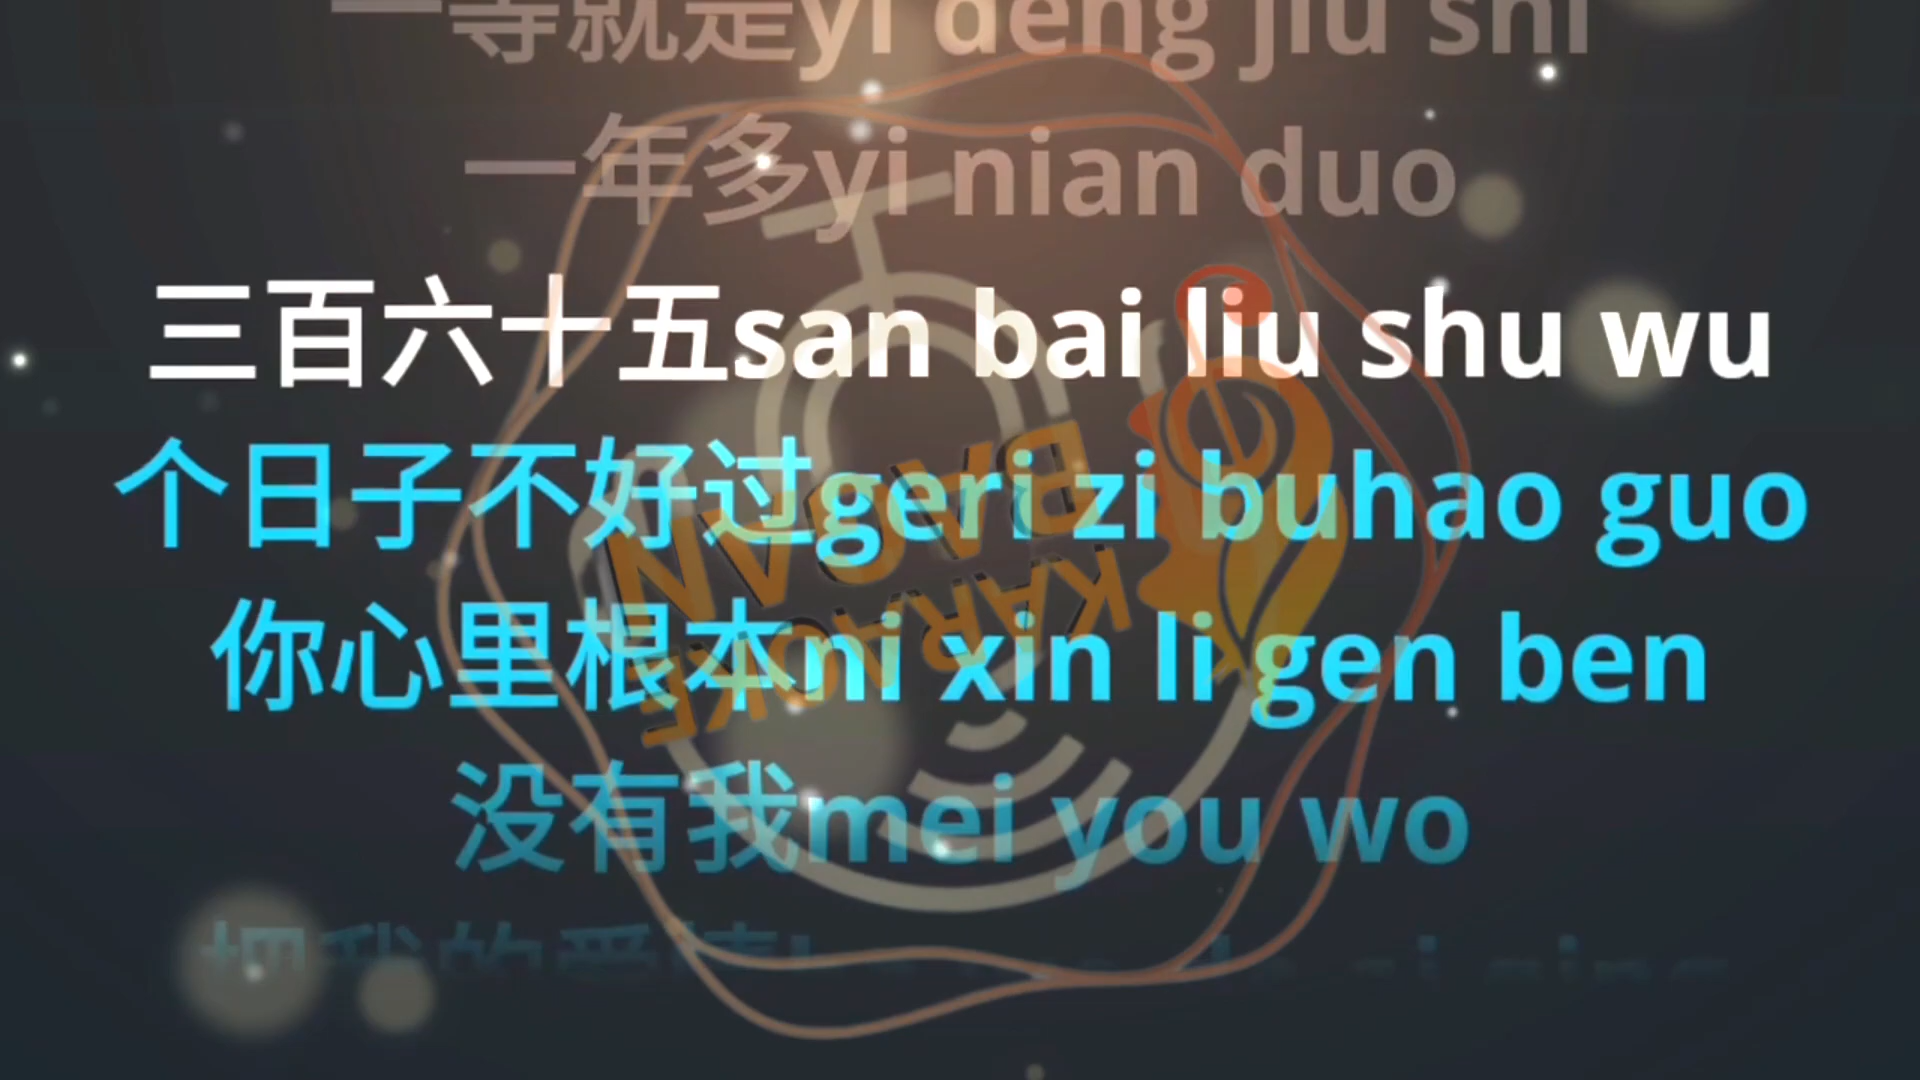 一等就是yi deng jiu shi
一年多yi nian duo
三百六十五san bai liu shu wu
个日子不好过geri zi buhao guo
你心里根本ni xin li gen ben
没有我mei you wo
BAGVAN
KARAOKE